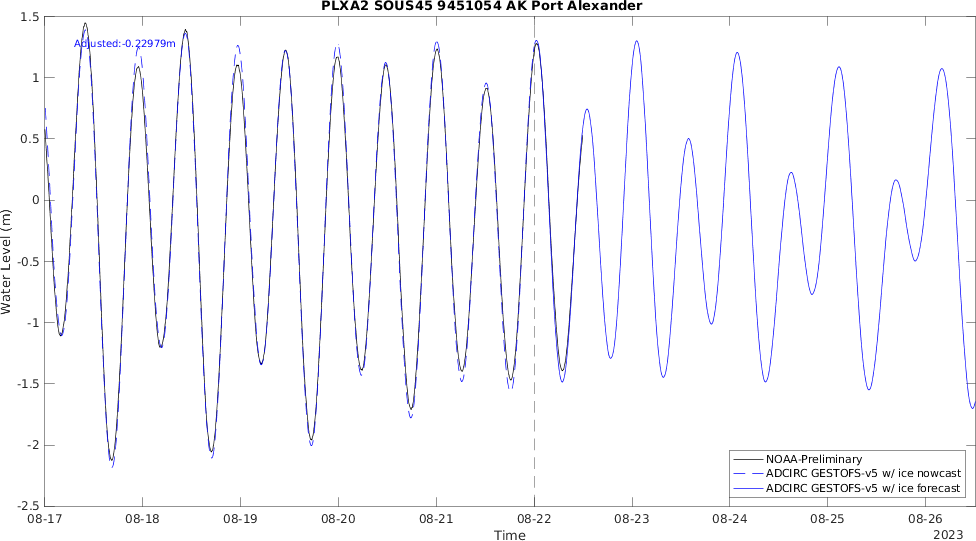 PLXA2 SOUS45 9451054 AK Port Alexander
1.5
Adjusted:-0.22979m
1
0.5
0
-0.5
-1
-1.5
-2
-2.5
Water Level (m)
NOAA-Preliminary
ADCIRC GESTOFS-v5 w/ ice nowcast
ADCIRC GESTOFS-v5 w/ ice forecast
08-17 08-18 08-19 08-20 08-21 08-22 08-23 08-24 08-25 08-26
Time
2023